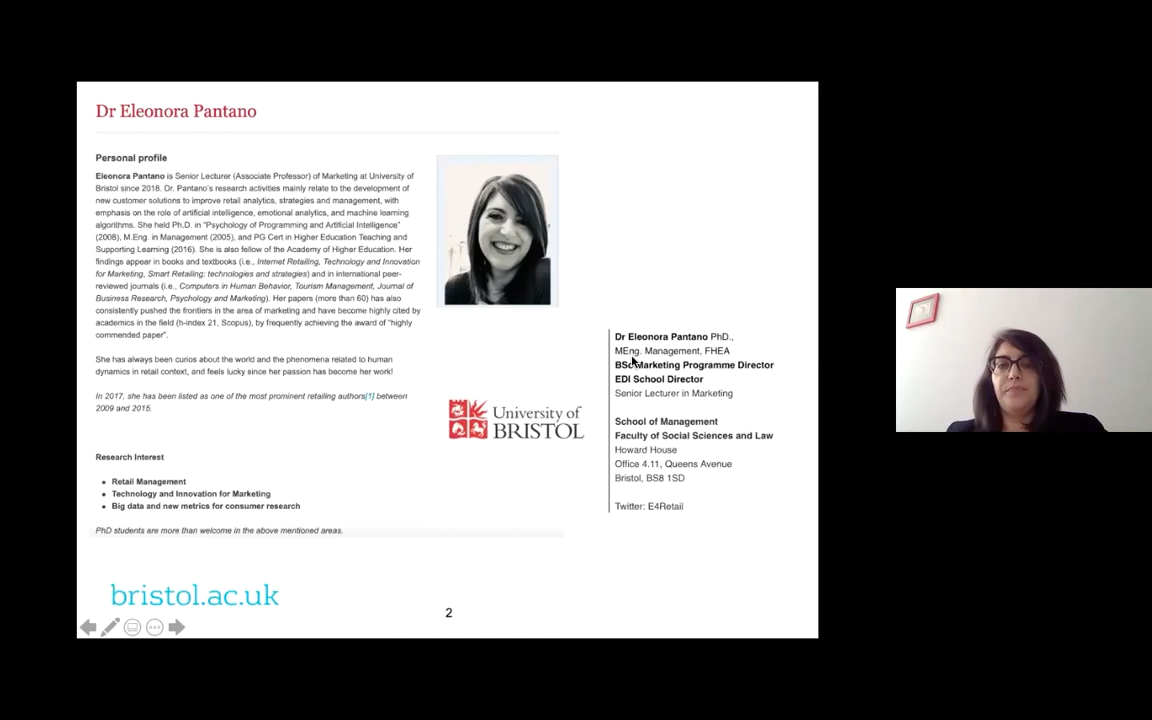 Dr Eleonora Pantano
Personal profile
Eleonora Pantano is Senior Lecturer (Associate Professor) of Marketing at University of
Bristol since 2018. Dr. Pantano's research activities mainly relate to the development of
new customer solutions to improve retail analytics, strategies and management, with
emphasis on the role of artificial intelligence, emotional analytics, and machine learning
algorithms. She held Ph.D. in "Psychology of Programming and Artificial Intelligence"
(2008), M.Eng. in Management (2005), and PG Cert in Higher Education Teaching and
Supporting Learning (2016). She is also fellow of the Academy of Higher Education. Her
findings appear in books and textbooks (i.e., Internet Retailing, Technology and Innovation
for Marketing, Smart Retailing: technologies and strategies) and in international peer-
reviewed journals (i.e., Computers in Human Behavior, Tourism Management, Journal of
Business Research, Psychology and Marketing). Her papers (more than 60) has also
consistently pushed the frontiers in the area of marketing and have become highly cited by
academics in the field (h-index 21, Scopus), by frequently achieving the award of "highly
commended paper".
She has always been curios about the world and the phenomena related to human
dynamics in retail context, and feels lucky since her passion has become her work!
In 2017, she has been listed as one of the most prominent retailing authors[1] between
2009 and 2015.
Research Interest
• Retail Management
• Technology and Innovation for Marketing
• Big data and new metrics for consumer research
PhD students are more than welcome in the above mentioned areas.
University of
BRISTOL
Dr Eleonora Pantano PhD.,
MEng. Management, FHEA
BSc Marketing Programme Director
EDI School Director
Senior Lecturer in Marketing
School of Management
Faculty of Social Sciences and Law
Howard House
Office 4.11, Queens Avenue
Bristol, BS8 1SD
Twitter: E4Retail
bristol.ac.uk
2